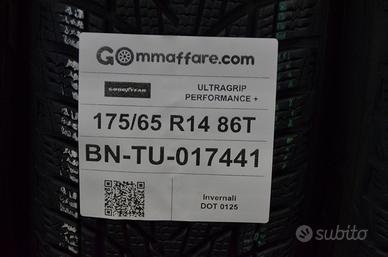 GOmmaffare.com
GOODYEAR
ULTRAGRIP
PERFORMANCE +
175/65 R14 86T
BN-TU-017441
Invernali
DOT 0125
subito